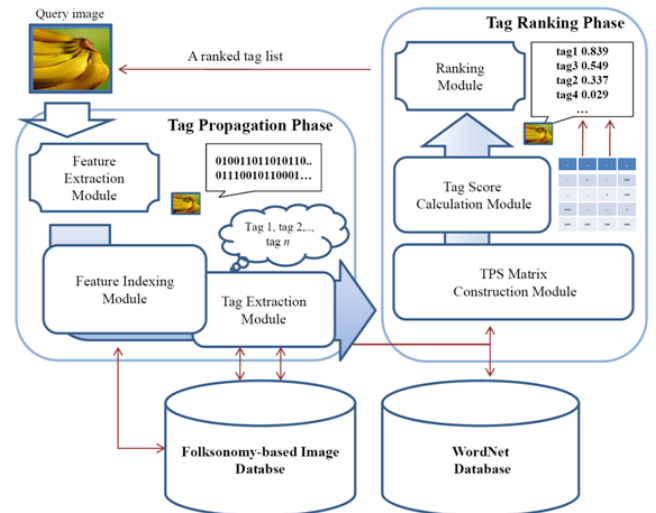 Query image
A ranked tag list
Tag Propagation Phase
Feature
Extraction
Module
010011011010110..
01110010110001…
Tag 1, tag 2,..,
tag n
Feature Indexing
Module
Tag Extraction
Module
Tag Ranking Phase
Ranking
Module
tag1 0.839
tag3 0.549
tag2 0.337
tag4 0.029
…
Tag Score
Calculation Module
TPS Matrix
Construction Module
Folksonomy-based Image
Databse
WordNet
Database